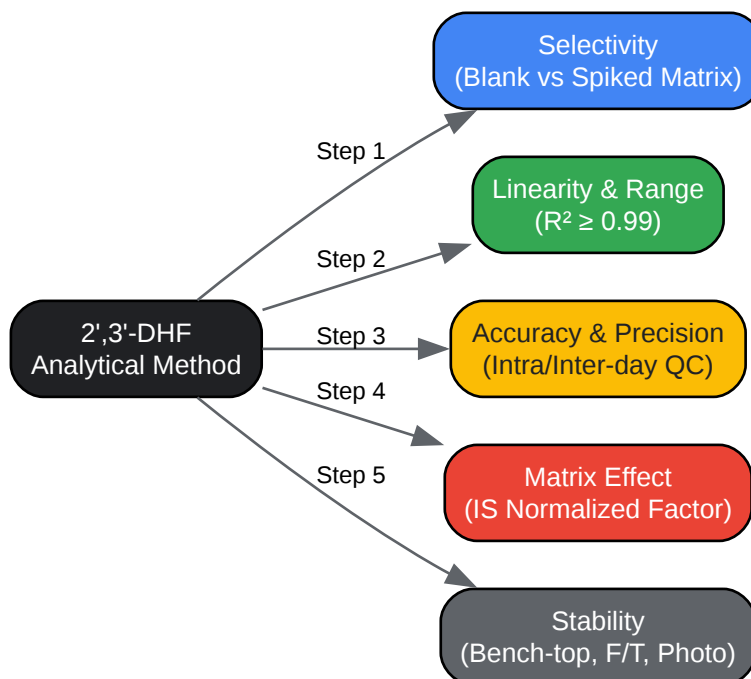 Selectivity
(Blank vs Spiked Matrix)
Step 1
Linearity & Range
(R² ≥ 0.99)
Step 2
2',3'-DHF
Analytical Method
Step 3
Accuracy & Precision
(Intra/Inter-day QC)
Step 4
Matrix Effect
(IS Normalized Factor)
Step 5
Stability
(Bench-top, F/T, Photo)